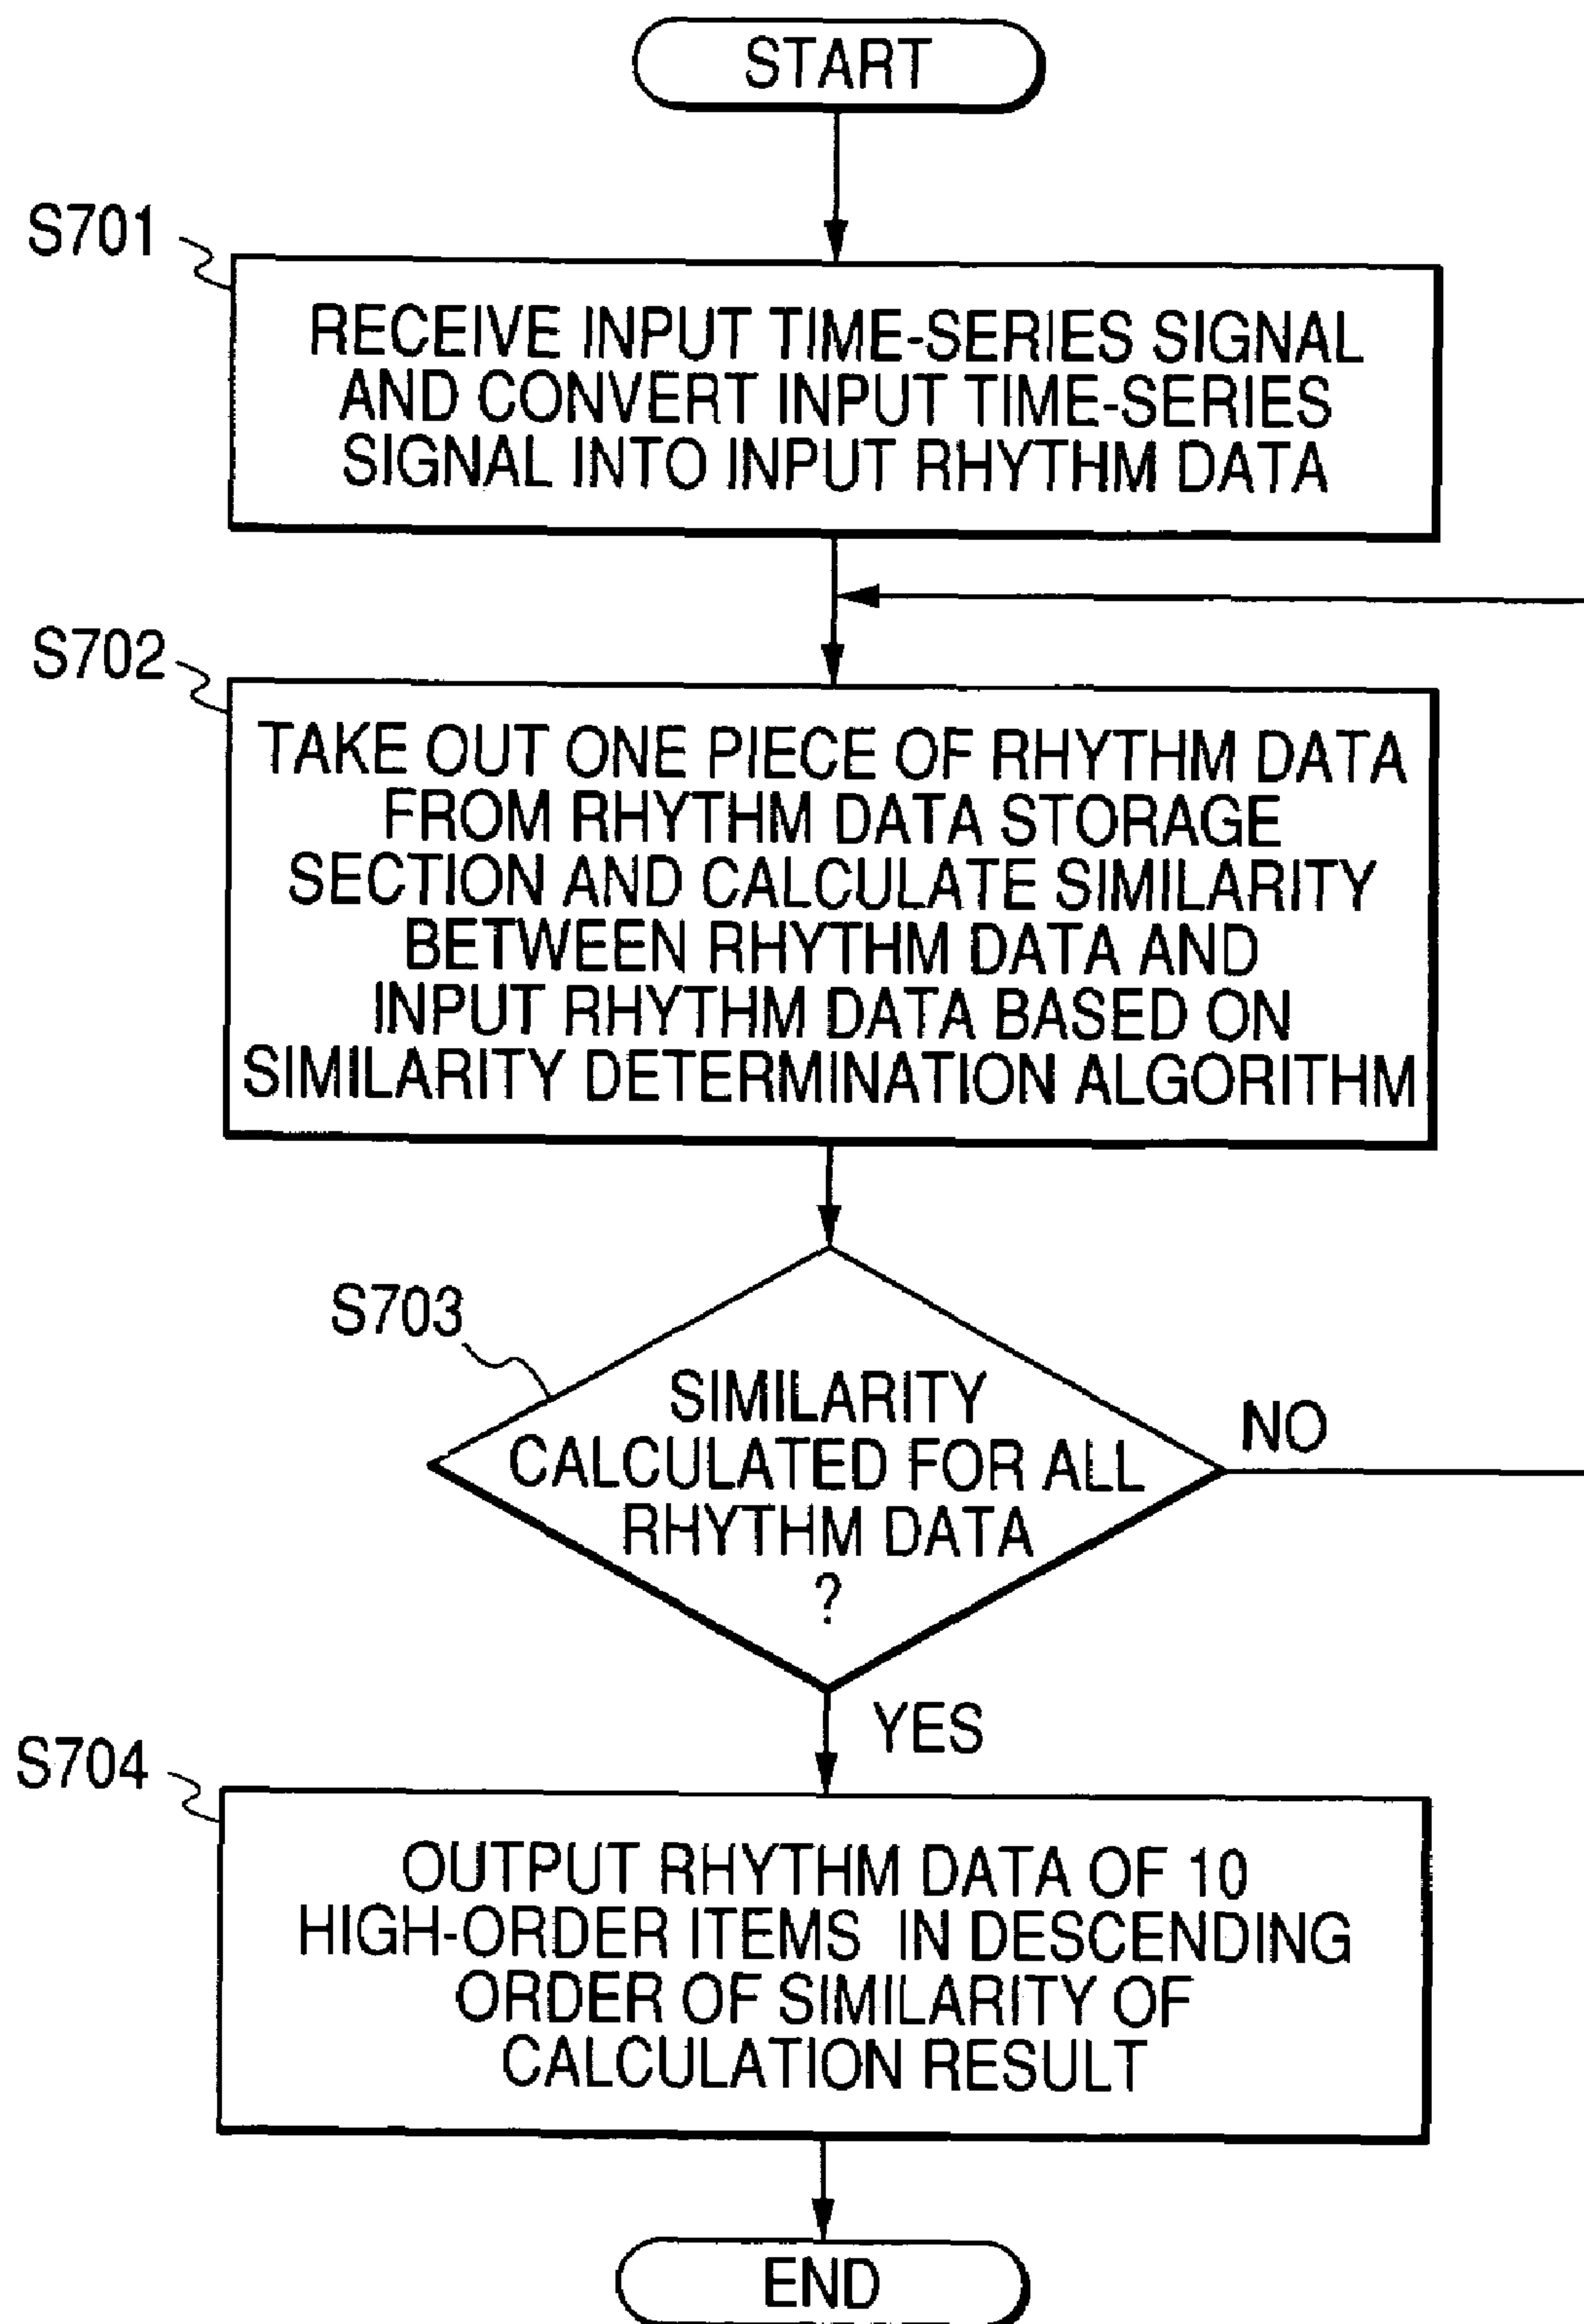 START
S701
RECEIVE INPUT TIME-SERIES SIGNAL
AND CONVERT INPUT TIME-SERIES
SIGNAL INTO INPUT RHYTHM DATA
S702
TAKE OUT ONE PIECE OF RHYTHM DATA
FROM RHYTHM DATA STORAGE
SECTION AND CALCULATE SIMILARITY
BETWEEN RHYTHM DATA AND
INPUT RHYTHM DATA BASED ON
SIMILARITY DETERMINATION ALGORITHM
S703
SIMILARITY
CALCULATED FOR ALL
RHYTHM DATA
?
NO
YES
S704
OUTPUT RHYTHM DATA OF 10
HIGH-ORDER ITEMS IN DESCENDING
ORDER OF SIMILARITY OF
CALCULATION RESULT
END